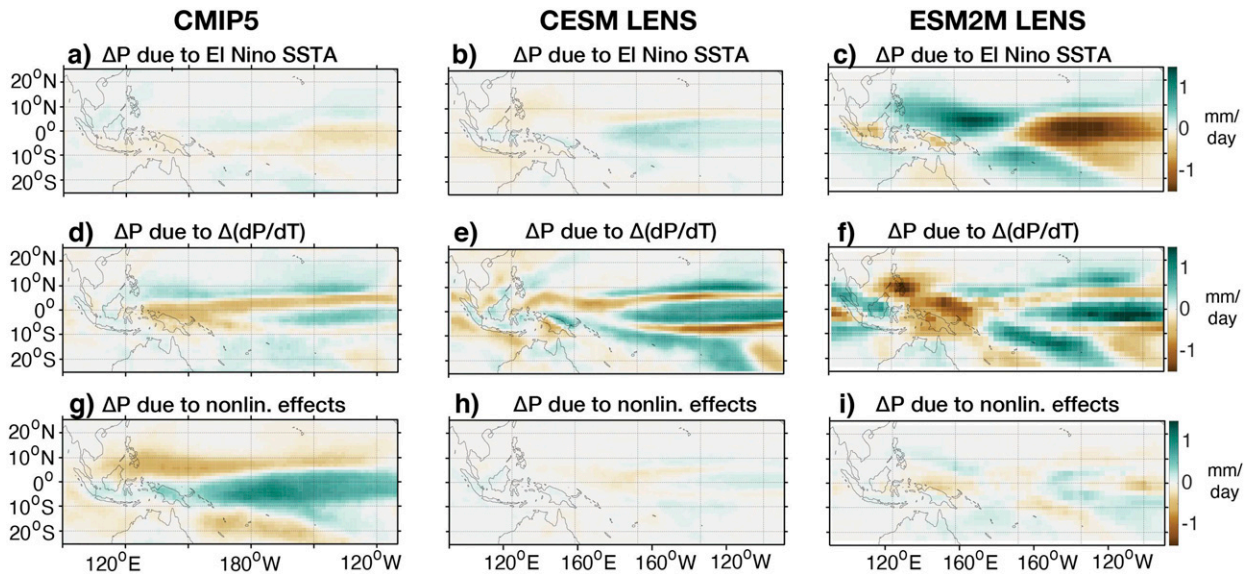 CMIP5 CESM LENS ESM2M LENS
a) ΔP due to El Nino SSTA b) ΔP due to El Nino SSTA c) ΔP due to El Nino SSTA
20°N
10°N
0°
10°S
20°S
1
0
-1
mm/
day
d) ΔP due to Δ(dP/dT) e) ΔP due to Δ(dP/dT) f) ΔP due to Δ(dP/dT)
20°N
10°N
0°
10°S
20°S
1
0
-1
mm/
day
g) ΔP due to nonlin. effects h) ΔP due to nonlin. effects i) ΔP due to nonlin. effects
20°N
10°N
0°
10°S
20°S
1
0
-1
mm/
day
120°E 180°W 120°W 120°E 160°E 160°W 120°W 120°E 160°E 160°W 120°W